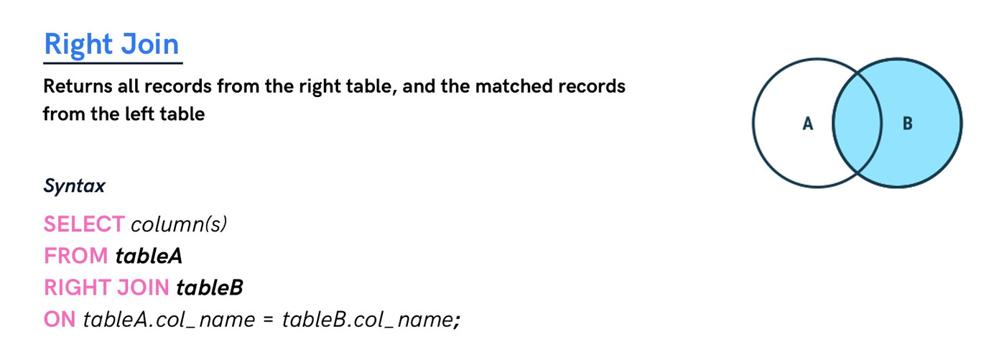 Right Join
Returns all records from the right table, and the matched records
from the left table
A
B
Syntax
SELECT column(s)
FROM tableA
RIGHT JOIN tableB
ON tableA.col_name = tableB.col_name;